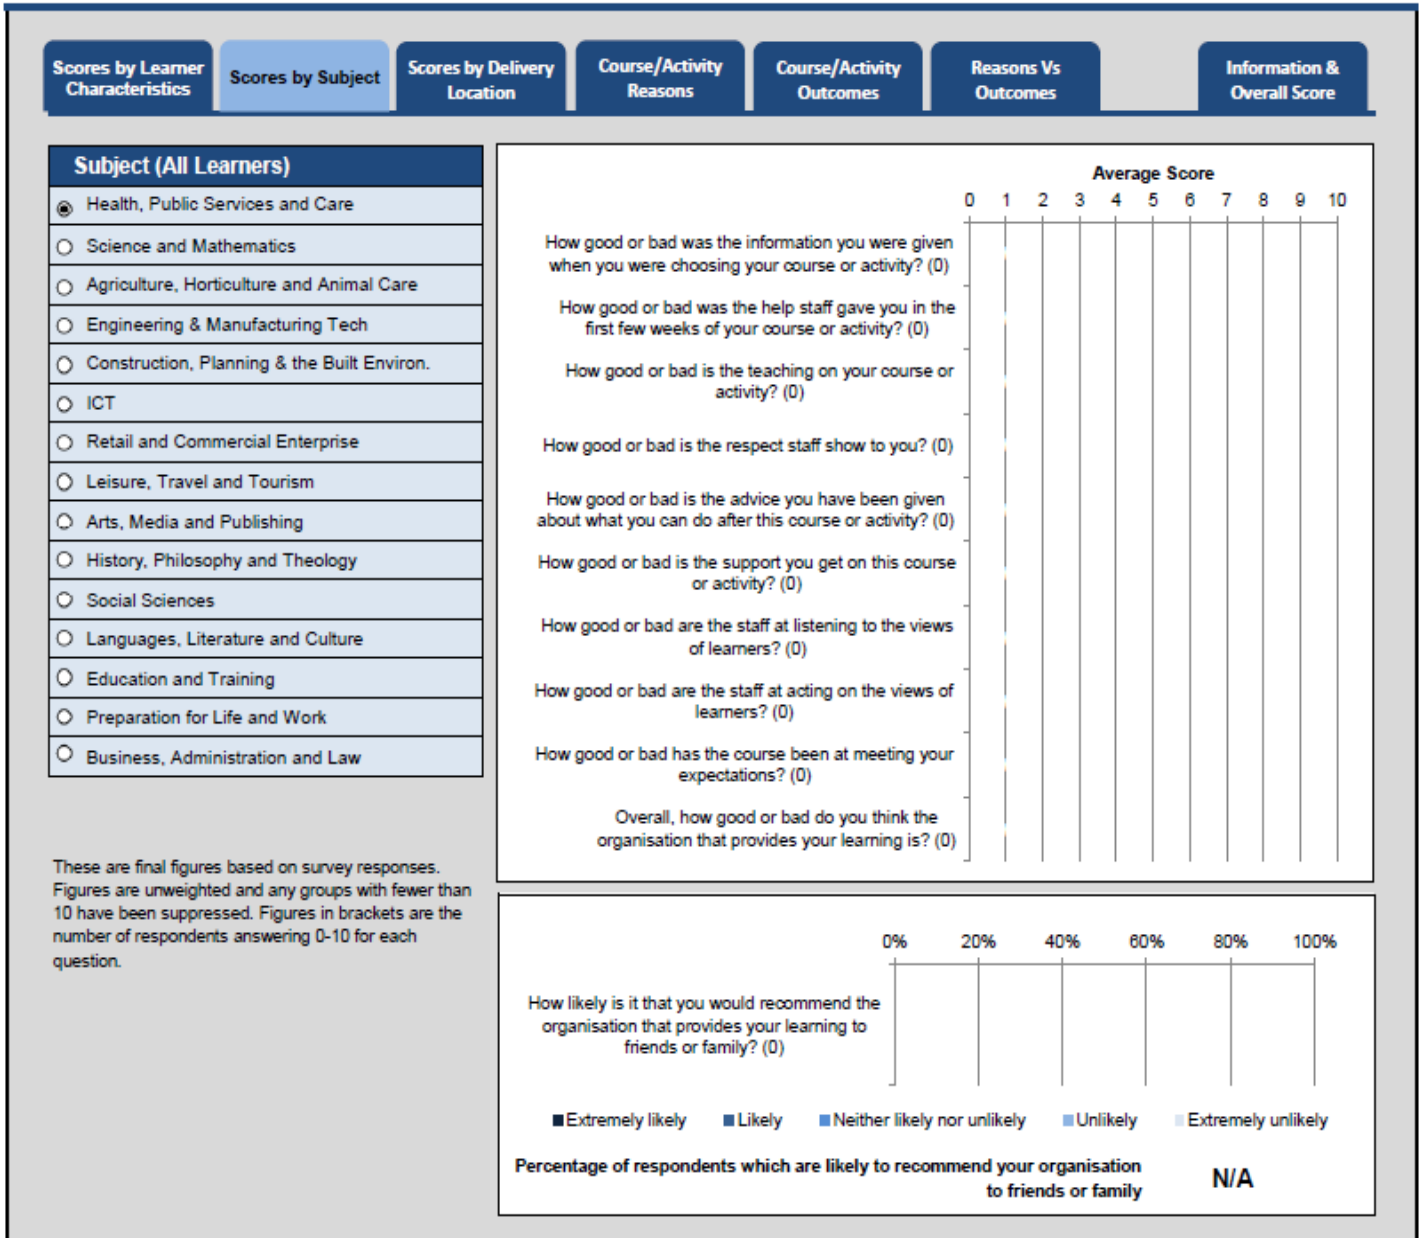 Scores by Learner
Characteristics
Scores by Subject
Scores by Delivery
Location
Course/Activity
Reasons
Course/Activity
Outcomes
Reasons Vs
Outcomes
Information &
Overall Score
Subject (All Learners)
Health, Public Services and Care
Science and Mathematics
Agriculture, Horticulture and Animal Care
Engineering & Manufacturing Tech
Construction, Planning & the Built Environ.
ICT
Retail and Commercial Enterprise
Leisure, Travel and Tourism
Arts, Media and Publishing
History, Philosophy and Theology
Social Sciences
Languages, Literature and Culture
Education and Training
Preparation for Life and Work
Business, Administration and Law
These are final figures based on survey responses.
Figures are unweighted and any groups with fewer than
10 have been suppressed. Figures in brackets are the
number of respondents answering 0-10 for each
question.
Average Score
0 1 2 3 4 5 6 7 8 9 10
How good or bad was the information you were given
when you were choosing your course or activity? (0)
How good or bad was the help staff gave you in the
first few weeks of your course or activity? (0)
How good or bad is the teaching on your course or
activity? (0)
How good or bad is the respect staff show to you? (0)
How good or bad is the advice you have been given
about what you can do after this course or activity? (0)
How good or bad is the support you get on this course
or activity? (0)
How good or bad are the staff at listening to the views
of learners? (0)
How good or bad are the staff at acting on the views of
learners? (0)
How good or bad has the course been at meeting your
expectations? (0)
Overall, how good or bad do you think the
organisation that provides your learning is? (0)
0% 20% 40% 60% 80% 100%
How likely is it that you would recommend the
organisation that provides your learning to
friends or family? (0)
Extremely likely Likely Neither likely nor unlikely Unlikely Extremely unlikely
Percentage of respondents which are likely to recommend your organisation
to friends or family
N/A